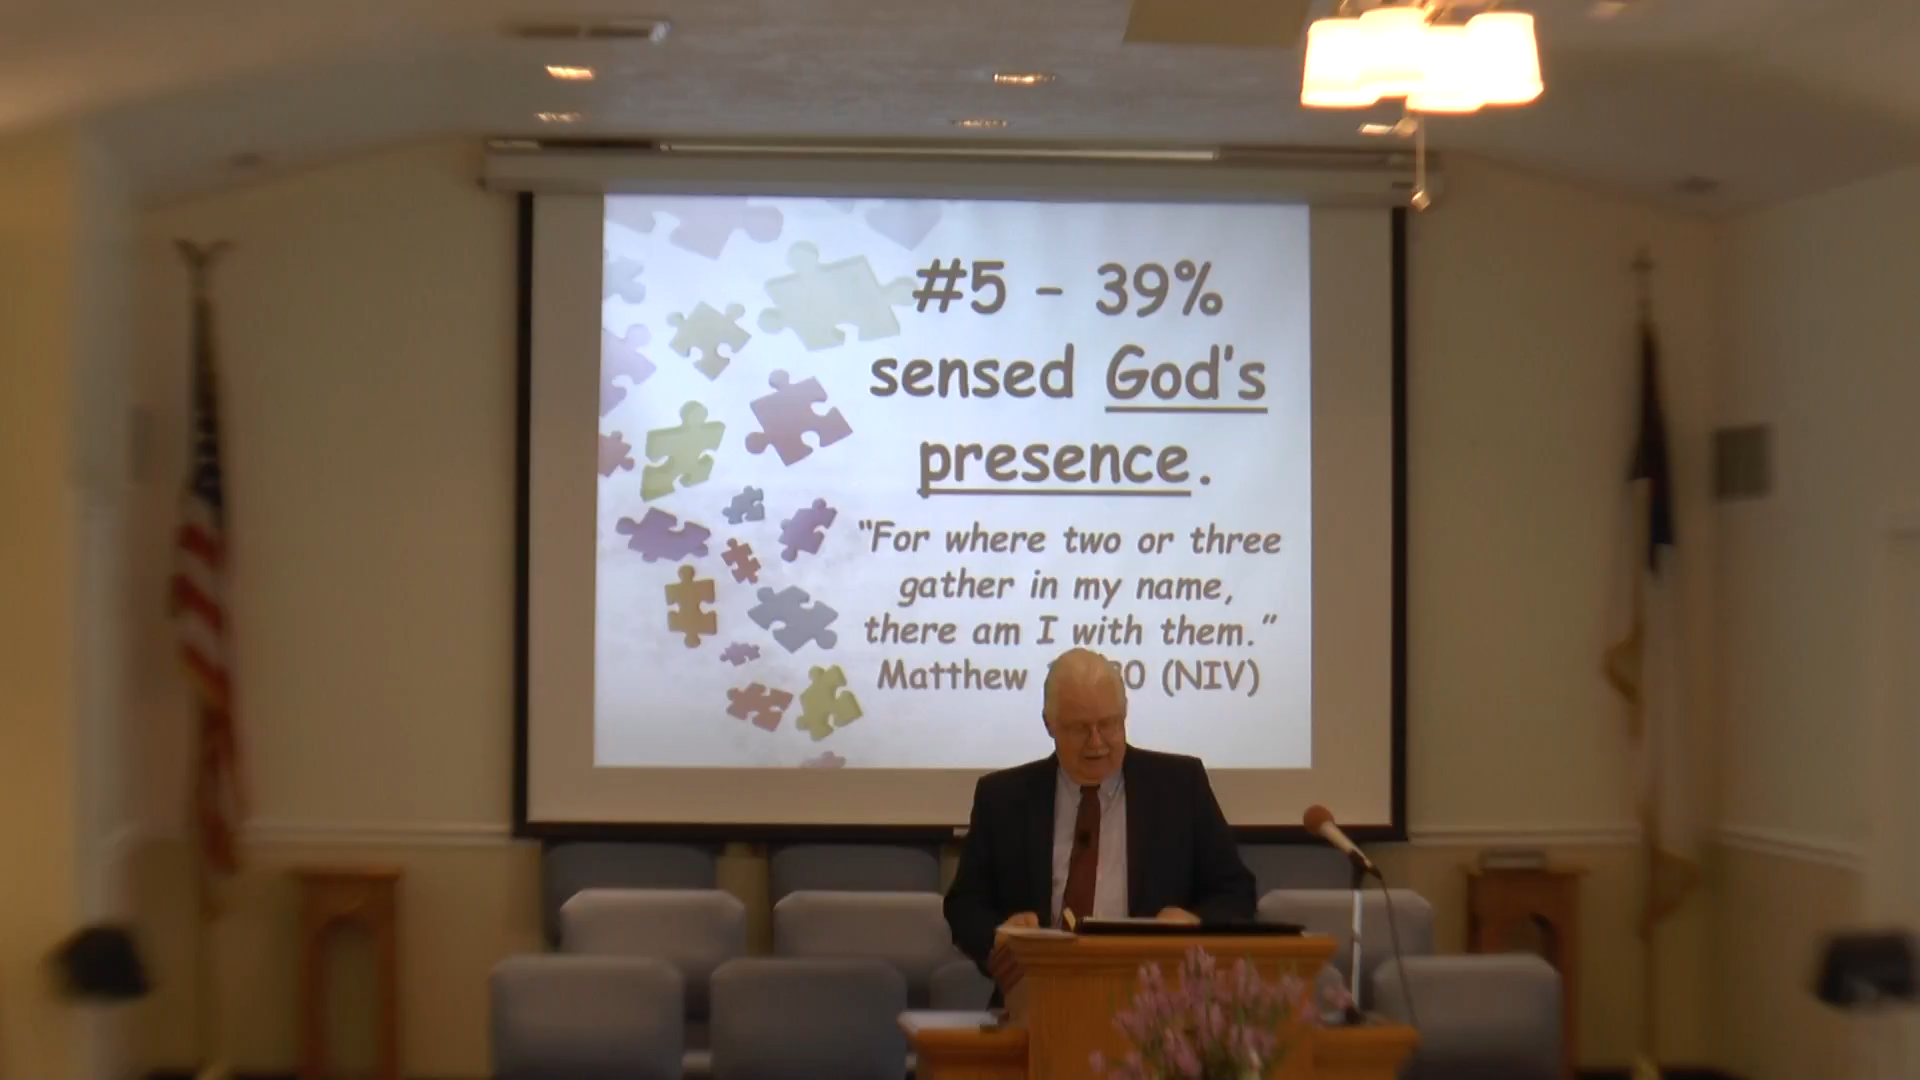 #5 - 39%
sensed God's
presence.
“For where two or three
gather in my name,
there am I with them.”
Matthew (NIV)